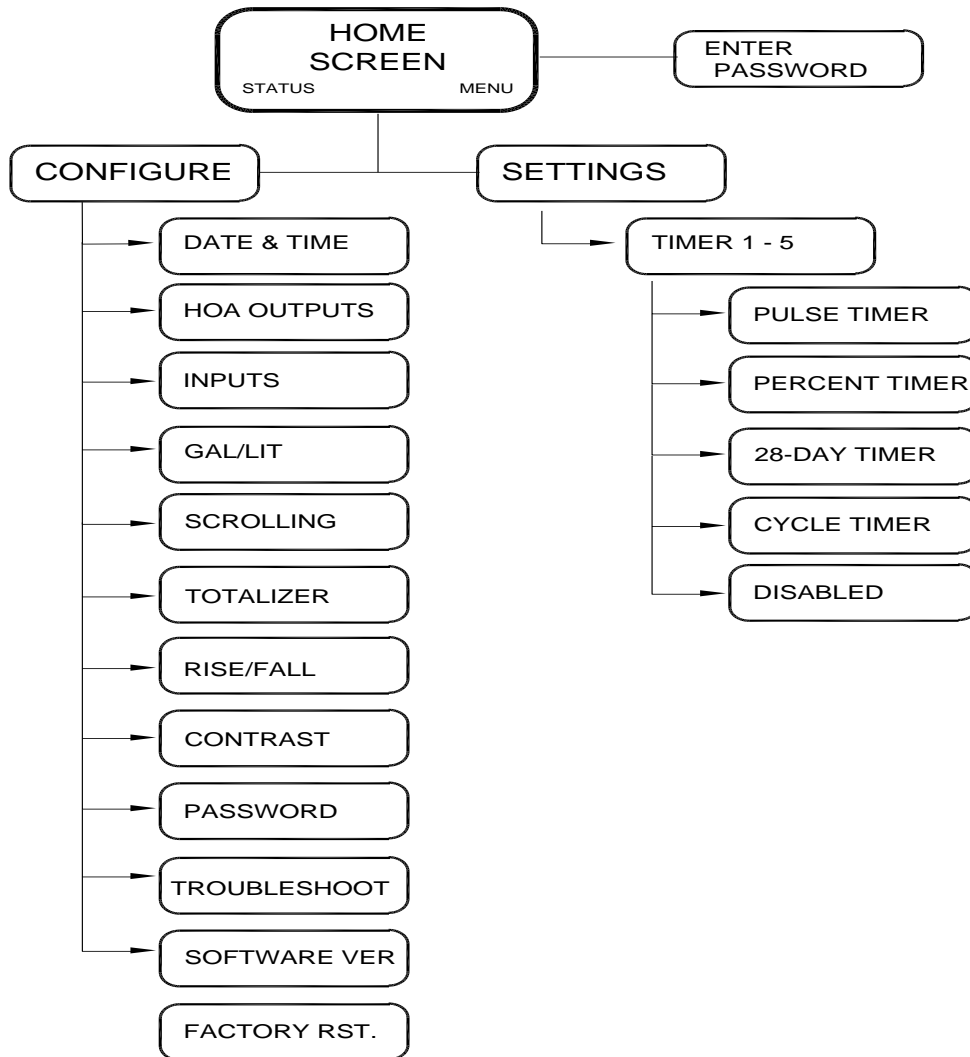 HOME
SCREEN
STATUS MENU
ENTER
PASSWORD
CONFIGURE
SETTINGS
DATE & TIME
HOA OUTPUTS
INPUTS
GAL/LIT
SCROLLING
TOTALIZER
RISE/FALL
CONTRAST
PASSWORD
TROUBLESHOOT
SOFTWARE VER
FACTORY RST.
TIMER 1 - 5
PULSE TIMER
PERCENT TIMER
28-DAY TIMER
CYCLE TIMER
DISABLED